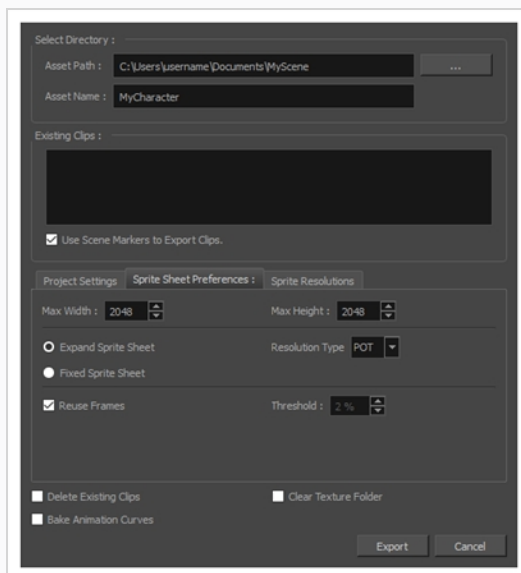 Select Directory :
Asset Path : C:\Users\username\Documents\MyScene ...
Asset Name : MyCharacter
Existing Clips :
Use Scene Markers to Export Clips.
Project Settings Sprite Sheet Preferences : Sprite Resolutions
Max Width : 2048 Max Height : 2048
Expand Sprite Sheet Resolution Type POT
Fixed Sprite Sheet
Reuse Frames Threshold : 2 %
Delete Existing Clips Clear Texture Folder
Bake Animation Curves
Export Cancel